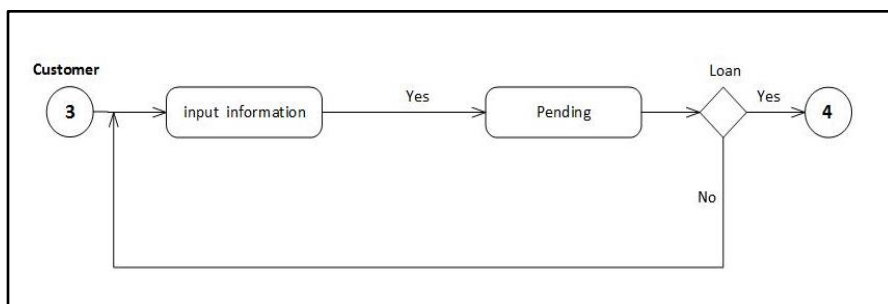 Customer
3
input information
Yes
Pending
Loan
Yes
4
No